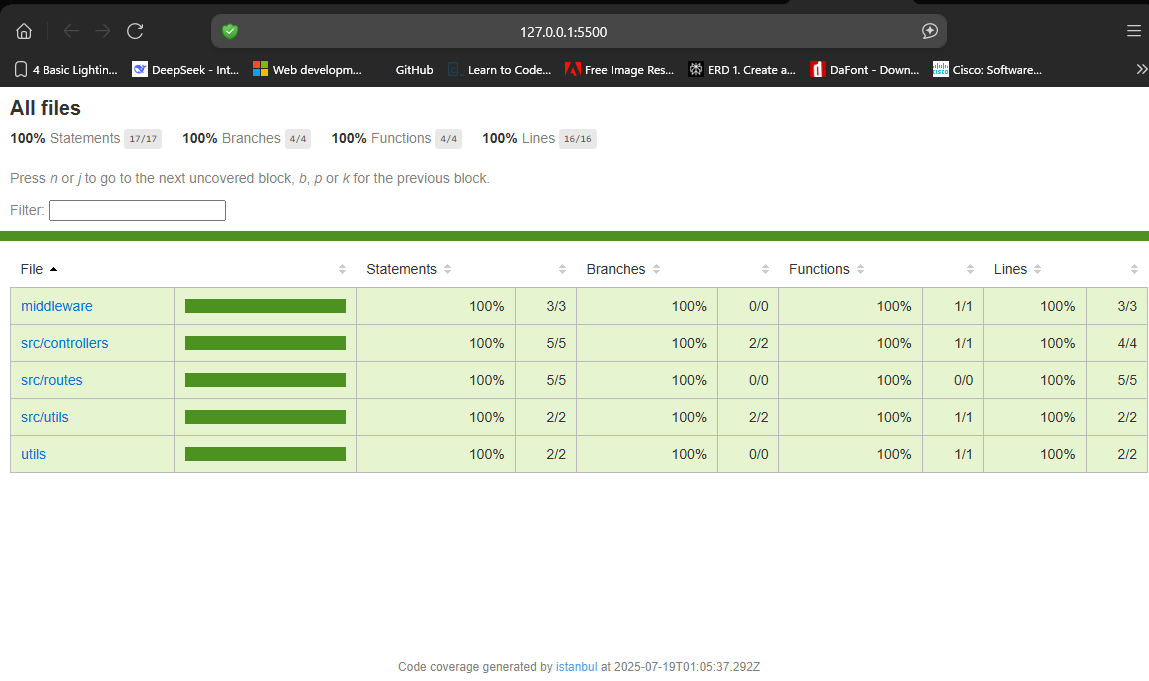 127.0.0.1:5500
4 Basic Lightin... DeepSeek - Int... Web developm... GitHub Learn to Code... Free Image Res... ERD 1. Create a... DaFont - Down... Cisco: Software... »
All files
100% Statements 17/17 100% Branches 4/4 100% Functions 4/4 100% Lines 16/16
Press n or j to go to the next uncovered block, b, p or k for the previous block.
Filter:
File Statements Branches Functions Lines
middleware 100% 3/3 100% 0/0 100% 1/1 100% 3/3
src/controllers 100% 5/5 100% 2/2 100% 1/1 100% 4/4
src/routes 100% 5/5 100% 0/0 100% 0/0 100% 5/5
src/utils 100% 2/2 100% 2/2 100% 1/1 100% 2/2
utils 100% 2/2 100% 0/0 100% 1/1 100% 2/2
Code coverage generated by istanbul at 2025-07-19T01:05:37.292Z